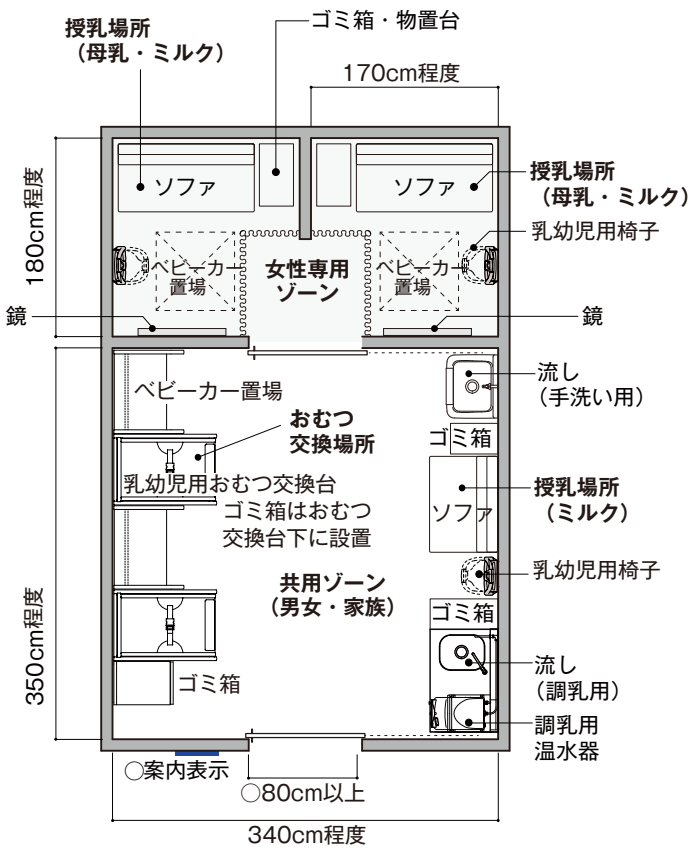 授乳場所
（母乳・ミルク）
ゴミ箱・物置台
170cm程度
ソファ
ソファ
授乳場所
（母乳・ミルク）
180cm程度
乳幼児用椅子
ベビーカー
置場
女性専用
ゾーン
ベビーカー
置場
鏡
鏡
ベビーカー置場
流し
（手洗い用）
おむつ
交換場所
ゴミ箱
乳幼児用おむつ交換台
ゴミ箱はおむつ
交換台下に設置
ソファ
授乳場所
（ミルク）
共用ゾーン
（男女・家族）
乳幼児用椅子
ゴミ箱
350cm程度
ゴミ箱
流し
（調乳用）
調乳用
温水器
○案内表示
○80cm以上
340cm程度